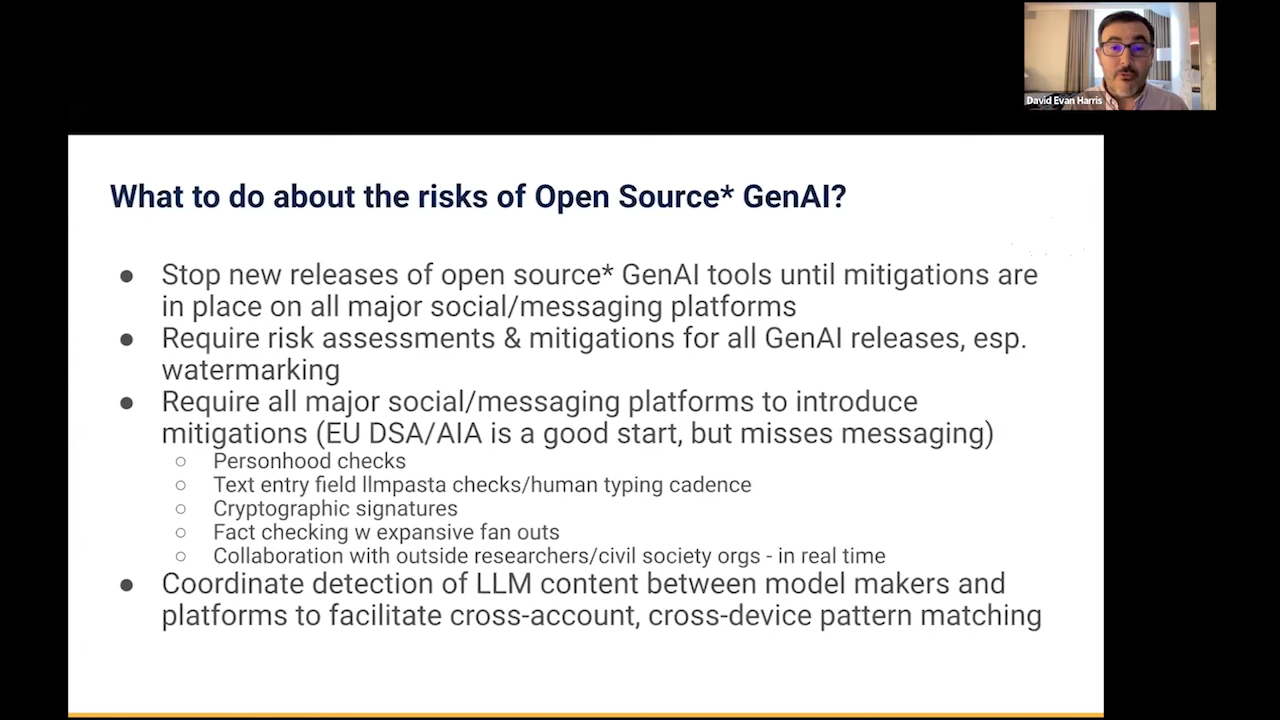 David Evan Harris
What to do about the risks of Open Source* GenAI?
● Stop new releases of open source* GenAI tools until mitigations are
in place on all major social/messaging platforms
● Require risk assessments & mitigations for all GenAI releases, esp.
watermarking
● Require all major social/messaging platforms to introduce
mitigations (EU DSA/AIA is a good start, but misses messaging)
○ Personhood checks
○ Text entry field llmpasta checks/human typing cadence
○ Cryptographic signatures
○ Fact checking w expansive fan outs
○ Collaboration with outside researchers/civil society orgs - in real time
● Coordinate detection of LLM content between model makers and
platforms to facilitate cross-account, cross-device pattern matching